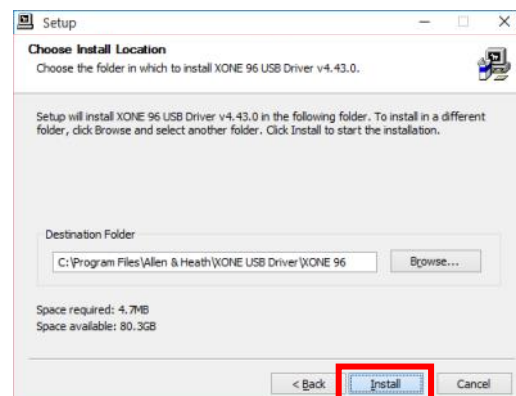 Setup
Choose Install Location
Choose the folder in which to install XONE 96 USB Driver v4.43.0.
Setup will install XONE 96 USB Driver v4.43.0 in the following folder. To install in a different
folder, click Browse and select another folder. Click Install to start the installation.
Destination Folder
C:\Program Files\Allen & Heath\XONE USB Driver\XONE 96
Browse...
Space required: 4.7MB
Space available: 80.3GB
< Back
Install
Cancel